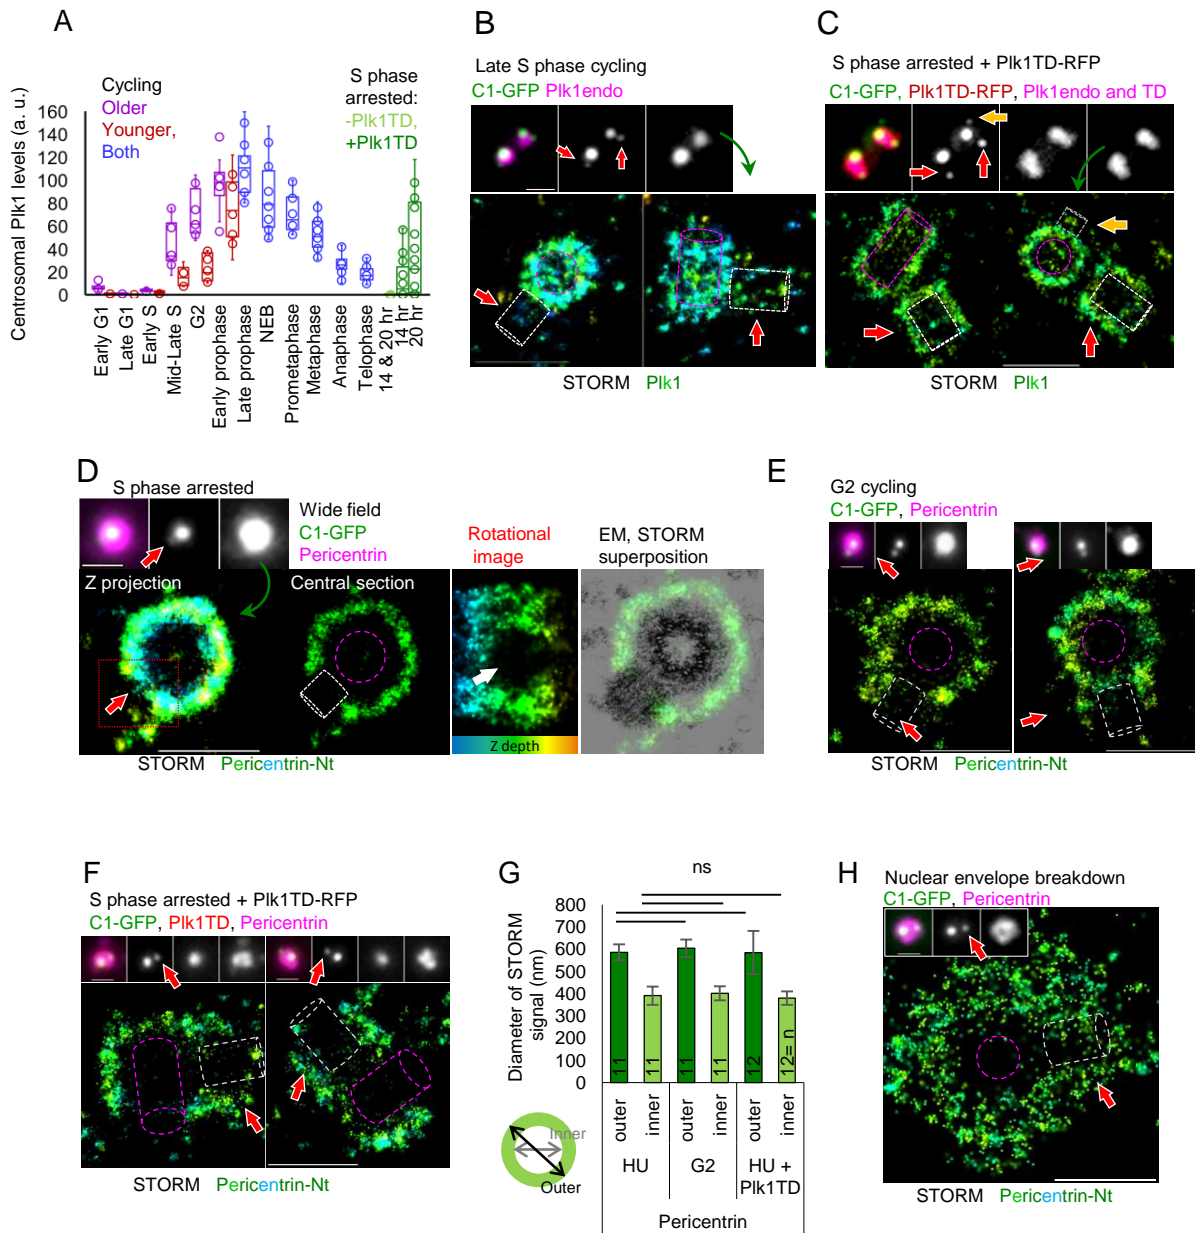 A
Centrosomal Plk1 levels (a. u.)
Cycling
Older
Younger,
Both
S phase
arrested:
-Plk1TD,
+Plk1TD
160
140
120
100
80
60
40
20
0
Early G1
Late G1
Early S
Mid-Late S
G2
Early prophase
Late prophase
NEB
Prometaphase
Metaphase
Anaphase
Telophase
14 & 20 hr
14 hr
20 hr
B
Late S phase cycling
C1-GFP Plk1endo
STORM Plk1
C
S phase arrested + Plk1TD-RFP
C1-GFP, Plk1TD-RFP, Plk1endo and TD
STORM Plk1
D
S phase arrested
Wide field
C1-GFP
Pericentrin
Z projection
Central section
Rotational
image
Z depth
EM, STORM
superposition
STORM Pericentrin-Nt
E
G2 cycling
C1-GFP, Pericentrin
STORM Pericentrin-Nt
F
S phase arrested + Plk1TD-RFP
C1-GFP, Plk1TD, Pericentrin
STORM Pericentrin-Nt
G
ns
Diameter of STORM
signal (nm)
800
700
600
500
400
300
200
100
0
11
11
11
11
12
12= n
outer
inner
outer
inner
outer
inner
HU
G2
HU +
Plk1TD
Pericentrin
Inner
Outer
H
Nuclear envelope breakdown
C1-GFP, Pericentrin
STORM Pericentrin-Nt